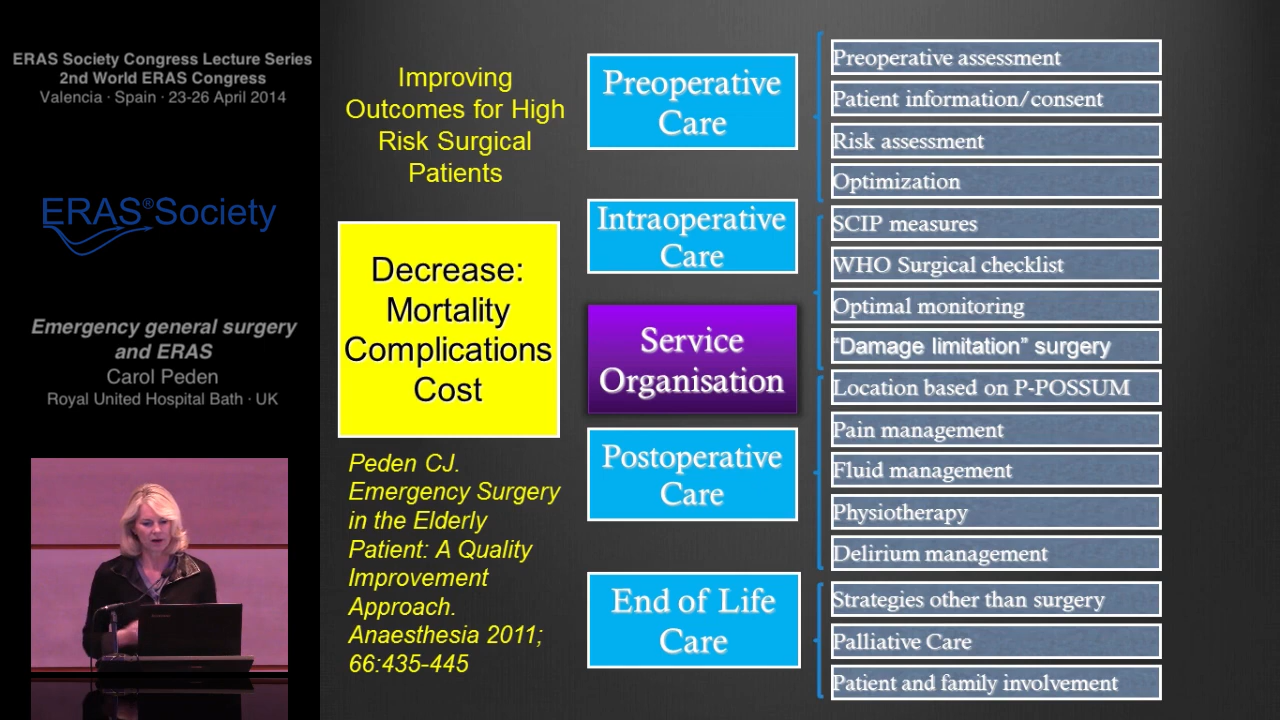 ERAS Society Congress Lecture Series
2nd World ERAS Congress
Valencia · Spain · 23-26 April 2014
ERAS®Society
Emergency general surgery
and ERAS
Carol Peden
Royal United Hospital Bath · UK
Improving
Outcomes for High
Risk Surgical
Patients
Decrease:
Mortality
Complications
Cost
Peden CJ.
Emergency Surgery
in the Elderly
Patient: A Quality
Improvement
Approach.
Anaesthesia 2011;
66:435-445
Preoperative
Care
Intraoperative
Care
Service
Organisation
Postoperative
Care
End of Life
Care
Preoperative assessment
Patient information/consent
Risk assessment
Optimization
SCIP measures
WHO Surgical checklist
Optimal monitoring
“Damage limitation” surgery
Location based on P-POSSUM
Pain management
Fluid management
Physiotherapy
Delirium management
Strategies other than surgery
Palliative Care
Patient and family involvement